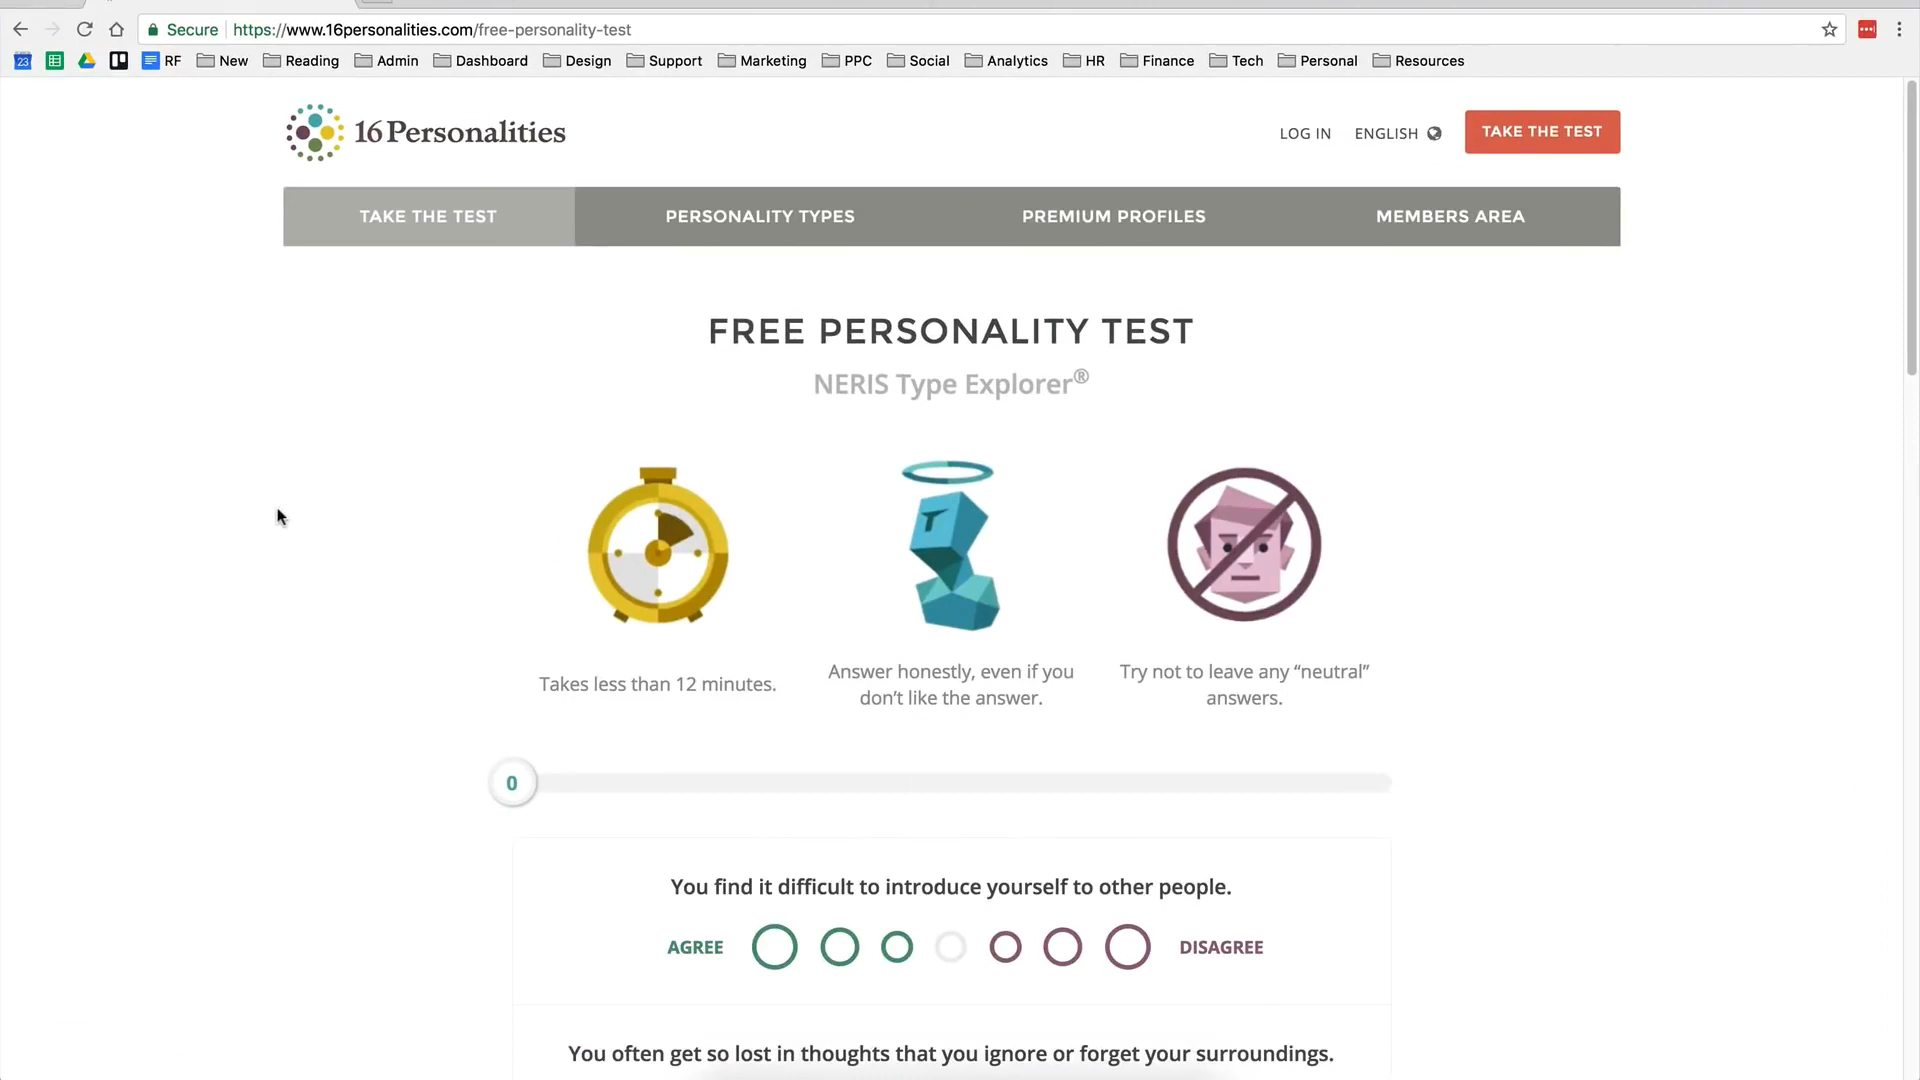 Secure https://www.16personalities.com/free-personality-test
23 RF New Reading Admin Dashboard Design Support Marketing PPC Social Analytics HR Finance Tech Personal Resources
16Personalities
LOG IN ENGLISH TAKE THE TEST
TAKE THE TEST PERSONALITY TYPES PREMIUM PROFILES MEMBERS AREA
FREE PERSONALITY TEST
NERIS Type Explorer®
Takes less than 12 minutes.
Answer honestly, even if you
don’t like the answer.
Try not to leave any “neutral”
answers.
0
You find it difficult to introduce yourself to other people.
AGREE DISAGREE
You often get so lost in thoughts that you ignore or forget your surroundings.